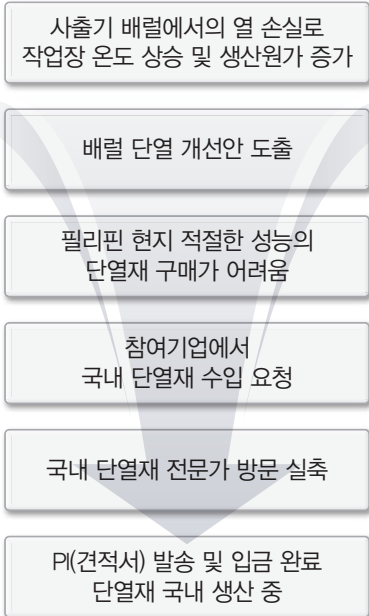 사출기 배럴에서의 열 손실로
작업장 온도 상승 및 생산원가 증가
배럴 단열 개선안 도출
필리핀 현지 적절한 성능의
단열재 구매가 어려움
참여기업에서
국내 단열재 수입 요청
국내 단열재 전문가 방문 실측
PI(견적서) 발송 및 입금 완료
단열재 국내 생산 중